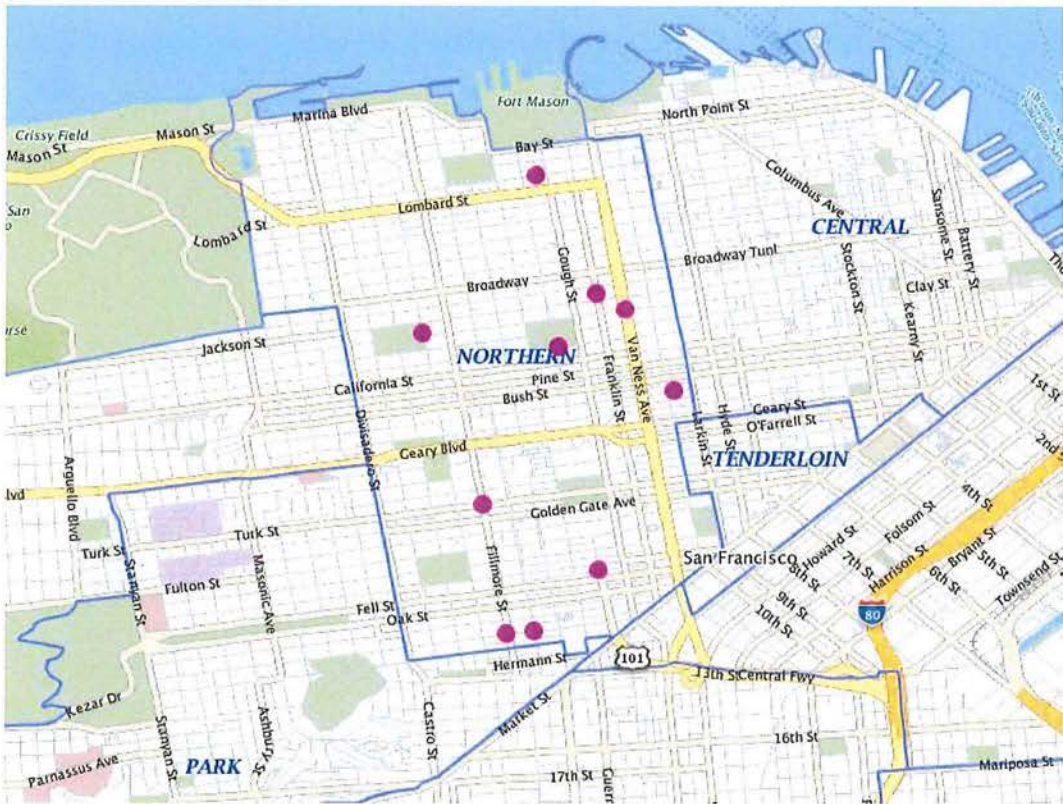 Fort Mason
Marina Blvd
North Point St
Crissy Field
Mason St
Mason St
Bay St
Columbus Ave
Sansome St
Battery St
San
Lombard St
Lombard St
CENTRAL
Broadway Tunl
Broadway
Gough St
Stockton St
Clay St
Kearny St
Jackson St
NORTHERN
Van Ness Ave
California St
Pine St
Bush St
Franklin St
1st St
Geary St
O'Farrell St
Hyde St
Larkin St
Divisadero St
Geary Blvd
TENDERLOIN
2nd
Arguello Blvd
lvd
4th St
Golden Gate Ave
Folsom St
Turk St
Turk St
Howard St
Bryant St
San Francisco
7th St
Harrison St
5th St
8th St
6th St
Townsend St
Stanyan St
Masonic Ave
Fulton St
Fillmore St
9th St
10th St
80
Fell St
Oak St
Hermann St
101
13th St
Central Fwy
Kezar Dr
Market St
Castro St
Ashbury St
Stanyan St
16th St
PARK
Parnassus Ave
17th St
Guerr
Mariposa St